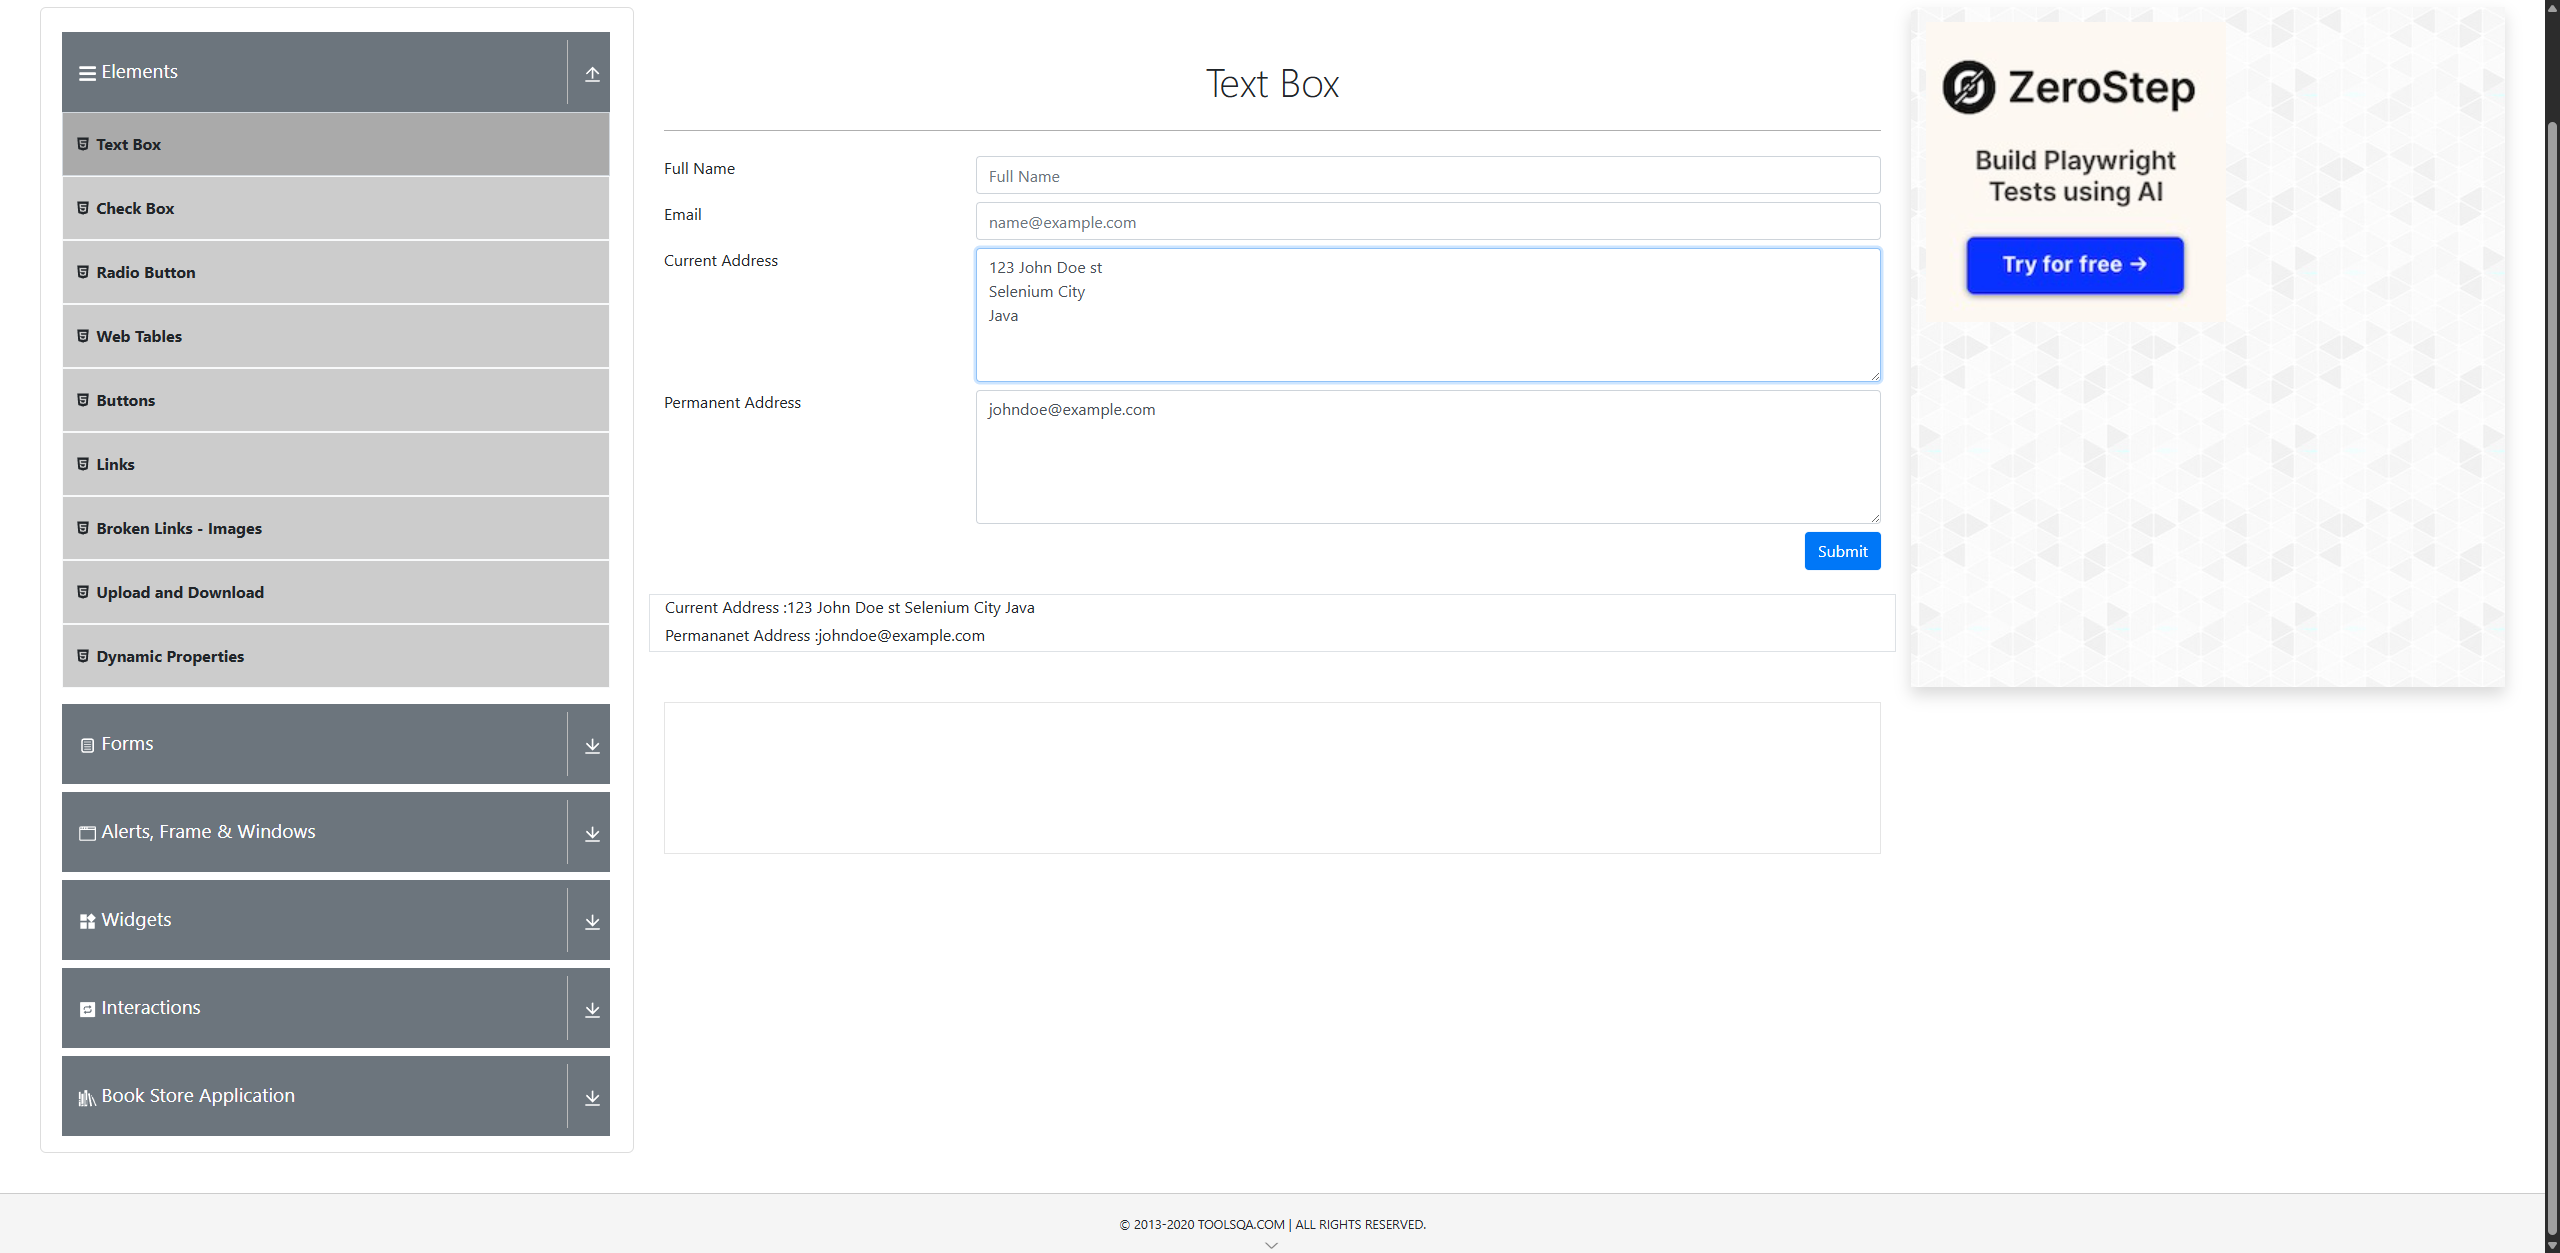 Elements
Text Box
Check Box
Radio Button
Web Tables
Buttons
Links
Broken Links - Images
Upload and Download
Dynamic Properties
Forms
Alerts, Frame & Windows
Widgets
Interactions
Book Store Application
Text Box
Full Name
Full Name
Email
name@example.com
Current Address
123 John Doe st
Selenium City
Java
Permanent Address
johndoe@example.com
Submit
Current Address :123 John Doe st Selenium City Java
Permananet Address :johndoe@example.com
ZeroStep
Build Playwright
Tests using AI
Try for free →
© 2013-2020 TOOLSQA.COM | ALL RIGHTS RESERVED.